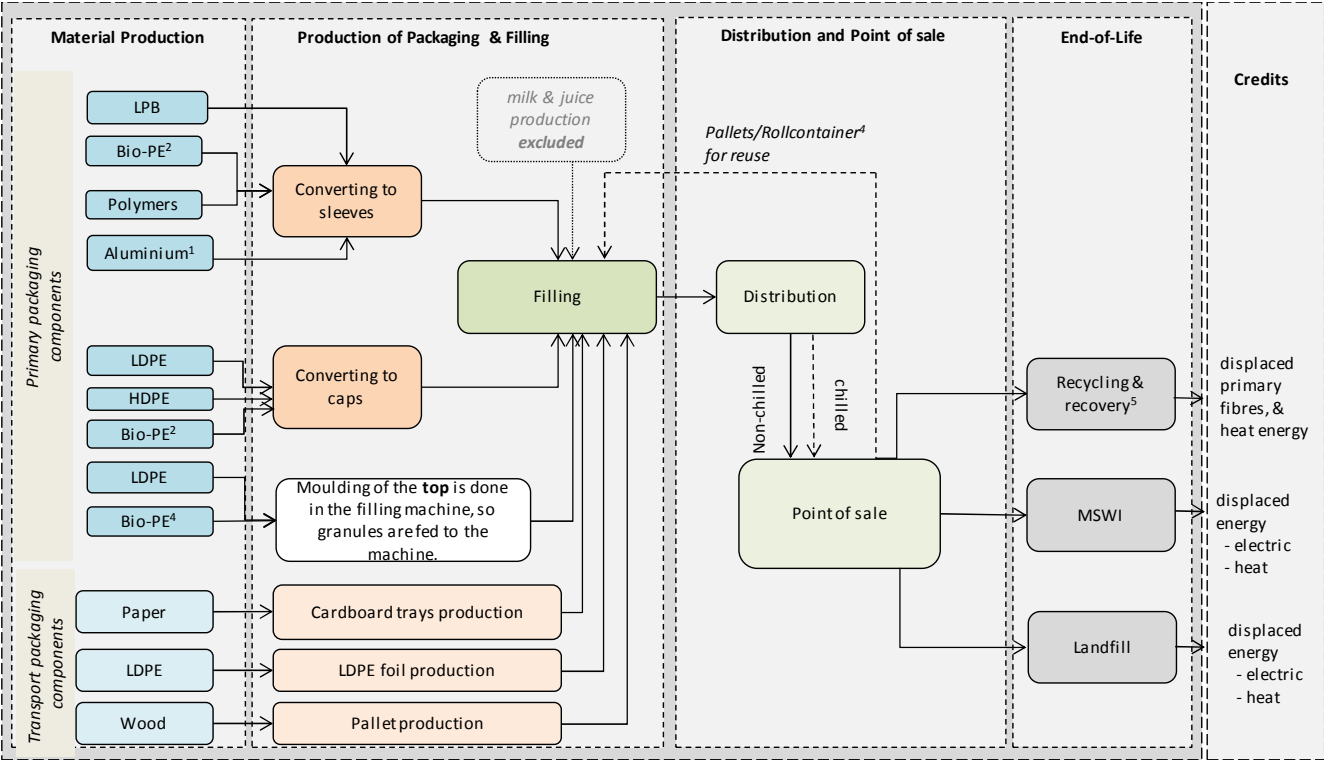 Material Production
Production of Packaging & Filling
Distribution and Point of sale
End-of-Life
Credits
Primary packaging
components
LPB
Bio-PE²
Polymers
Aluminium¹
LDPE
HDPE
Bio-PE²
LDPE
Bio-PE⁴
Transport packaging
components
Paper
LDPE
Wood
milk & juice
production
excluded
Converting to
sleeves
Filling
Converting to
caps
Moulding of the top is done
in the filling machine, so
granules are fed to the
machine.
Cardboard trays production
LDPE foil production
Pallet production
Pallets/Rollcontainer⁴
for reuse
Distribution
Non-chilled
chilled
Point of sale
Recycling &
recovery⁵
MSWI
Landfill
displaced
primary
fibres, &
heat energy
displaced
energy
- electric
- heat
displaced
energy
- electric
- heat